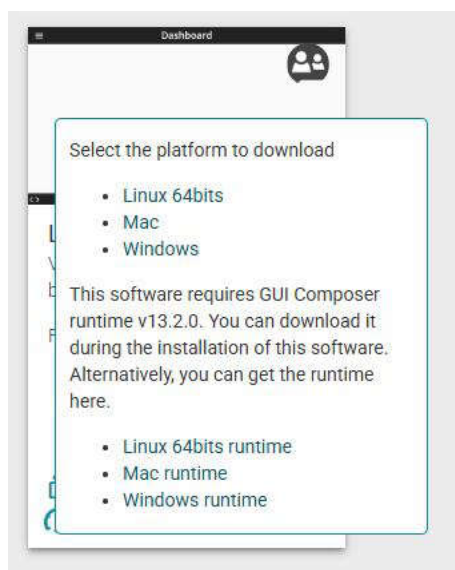 Dashboard
Select the platform to download
Linux 64bits
Mac
Windows
This software requires GUI Composer
runtime v13.2.0. You can download it
during the installation of this software.
Alternatively, you can get the runtime
here.
Linux 64bits runtime
Mac runtime
Windows runtime